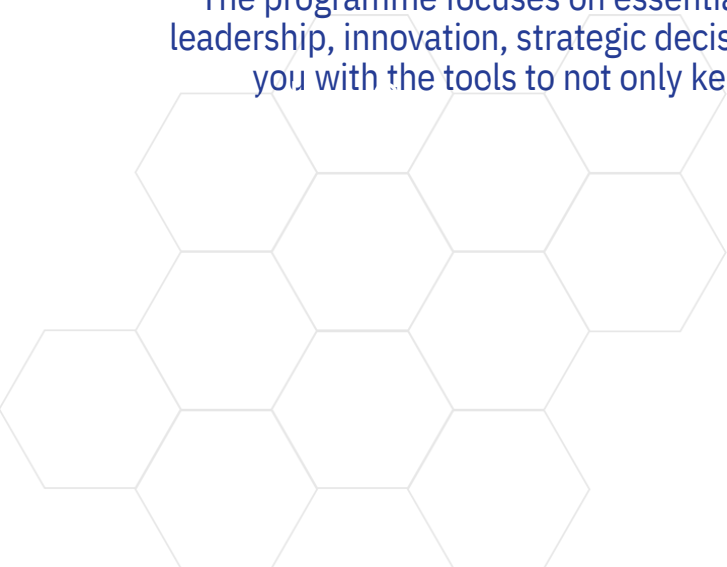 The programme focuses on
leadership, innovation, strategic
you with the tools to not only